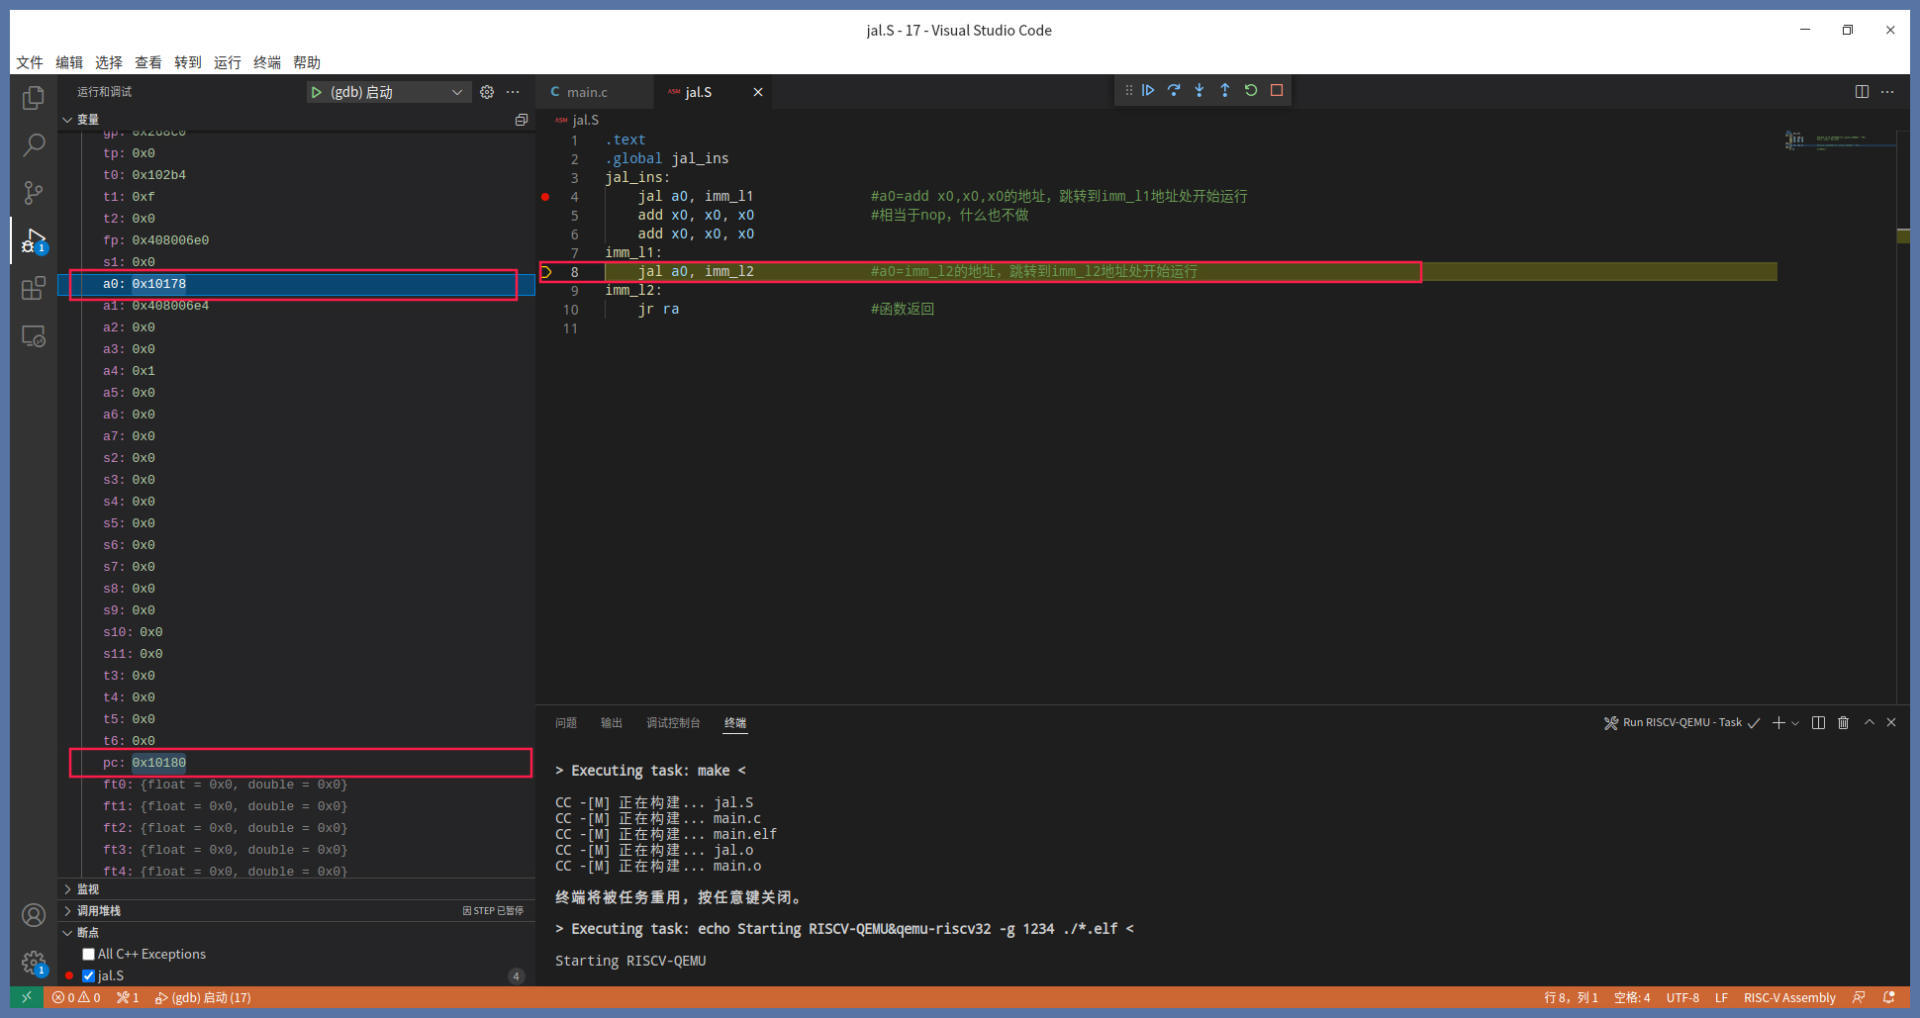 jal.S - 17 - Visual Studio Code
文件 编辑 选择 查看 转到 运行 终端 帮助
运行和调试 (gdb) 启动
变量
gp: 0x268c0
tp: 0x0
t0: 0x102b4
t1: 0xf
t2: 0x0
fp: 0x408006e0
s1: 0x0
a0: 0x10178
a1: 0x408006e4
a2: 0x0
a3: 0x0
a4: 0x1
a5: 0x0
a6: 0x0
a7: 0x0
s2: 0x0
s3: 0x0
s4: 0x0
s5: 0x0
s6: 0x0
s7: 0x0
s8: 0x0
s9: 0x0
s10: 0x0
s11: 0x0
t3: 0x0
t4: 0x0
t5: 0x0
t6: 0x0
pc: 0x10180
ft0: {float = 0x0, double = 0x0}
ft1: {float = 0x0, double = 0x0}
ft2: {float = 0x0, double = 0x0}
ft3: {float = 0x0, double = 0x0}
ft4: {float = 0x0, double = 0x0}
监视
调用堆栈 因 STEP 已暂停
断点
All C++ Exceptions
jal.S 4
1
1
C main.c
ASM jal.S
ASM jal.S
1 .text
2 .global jal_ins
3 jal_ins:
4 jal a0, imm_l1 #a0=add x0,x0,x0的地址，跳转到imm_l1地址处开始运行
5 add x0, x0, x0 #相当于nop，什么也不做
6 add x0, x0, x0
7 imm_l1:
8 jal a0, imm_l2 #a0=imm_l2的地址，跳转到imm_l2地址处开始运行
9 imm_l2:
10 jr ra #函数返回
11
问题 输出 调试控制台 终端 Run RISCV-QEMU - Task
> Executing task: make <
CC -[M] 正在构建... jal.S
CC -[M] 正在构建... main.c
CC -[M] 正在构建... main.elf
CC -[M] 正在构建... jal.o
CC -[M] 正在构建... main.o
终端将被任务重用，按任意键关闭。
> Executing task: echo Starting RISCV-QEMU&qemu-riscv32 -g 1234 ./*.elf <
Starting RISCV-QEMU
0 0 1 (gdb) 启动 (17) 行 8，列 1 空格: 4 UTF-8 LF RISC-V Assembly